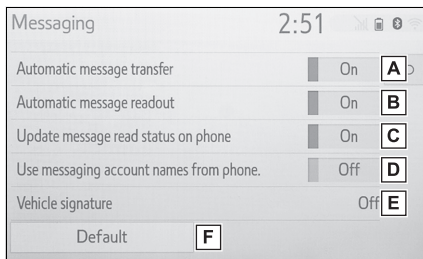 Messaging 2:51
Automatic message transfer On A
Automatic message readout On B
Update message read status on phone On C
Use messaging account names from phone. Off D
Vehicle signature Off E
Default F